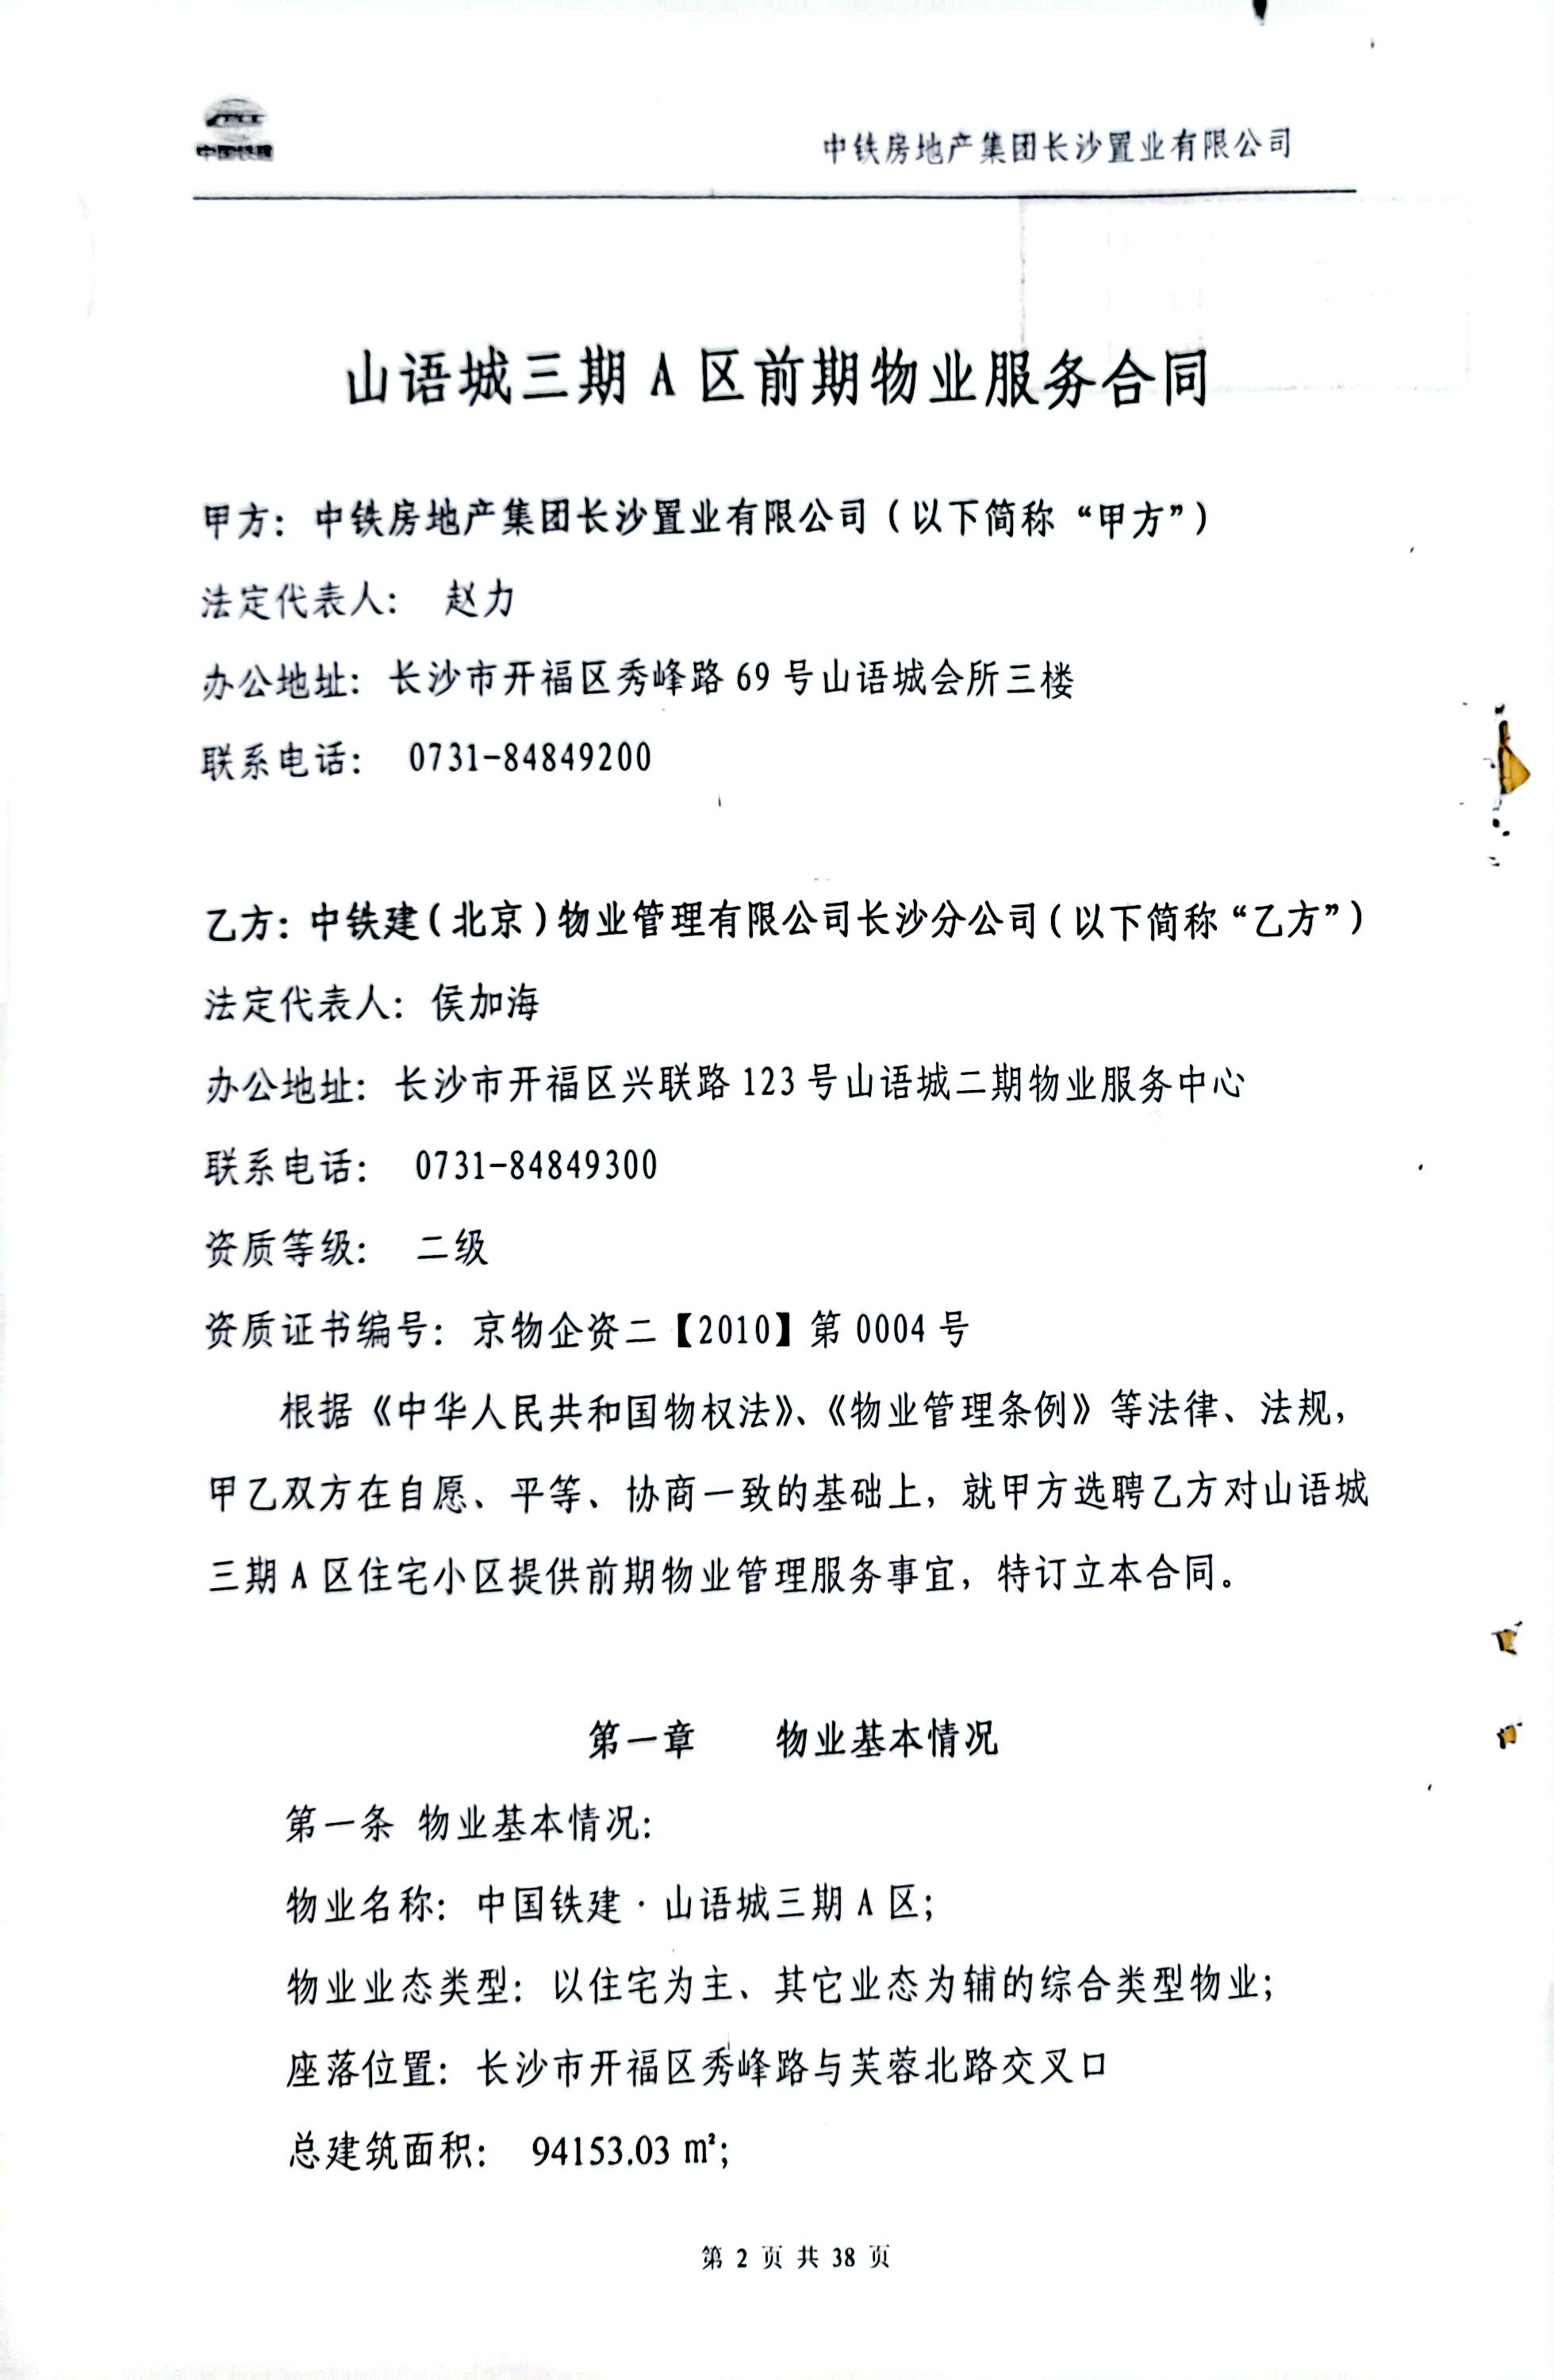 中国铁建
中铁房地产集团长沙置业有限公司
山语城三期 A 区前期物业服务合同
甲方：中铁房地产集团长沙置业有限公司（以下简称“甲方”）
法定代表人： 赵力
办公地址：长沙市开福区秀峰路 69 号山语城会所三楼
联系电话： 0731-84849200
乙方：中铁建（北京）物业管理有限公司长沙分公司（以下简称“乙方”）
法定代表人：侯加海
办公地址：长沙市开福区兴联路 123 号山语城二期物业服务中心
联系电话： 0731-84849300
资质等级： 二级
资质证书编号：京物企资二【2010】第 0004 号
根据《中华人民共和国物权法》、《物业管理条例》等法律、法规，
甲乙双方在自愿、平等、协商一致的基础上，就甲方选聘乙方对山语城
三期 A 区住宅小区提供前期物业管理服务事宜，特订立本合同。
第一章 物业基本情况
第一条 物业基本情况：
物业名称：中国铁建·山语城三期 A 区；
物业业态类型：以住宅为主、其它业态为辅的综合类型物业；
座落位置：长沙市开福区秀峰路与芙蓉北路交叉口
总建筑面积： 94153.03 ㎡；
第 2 页 共 38 页